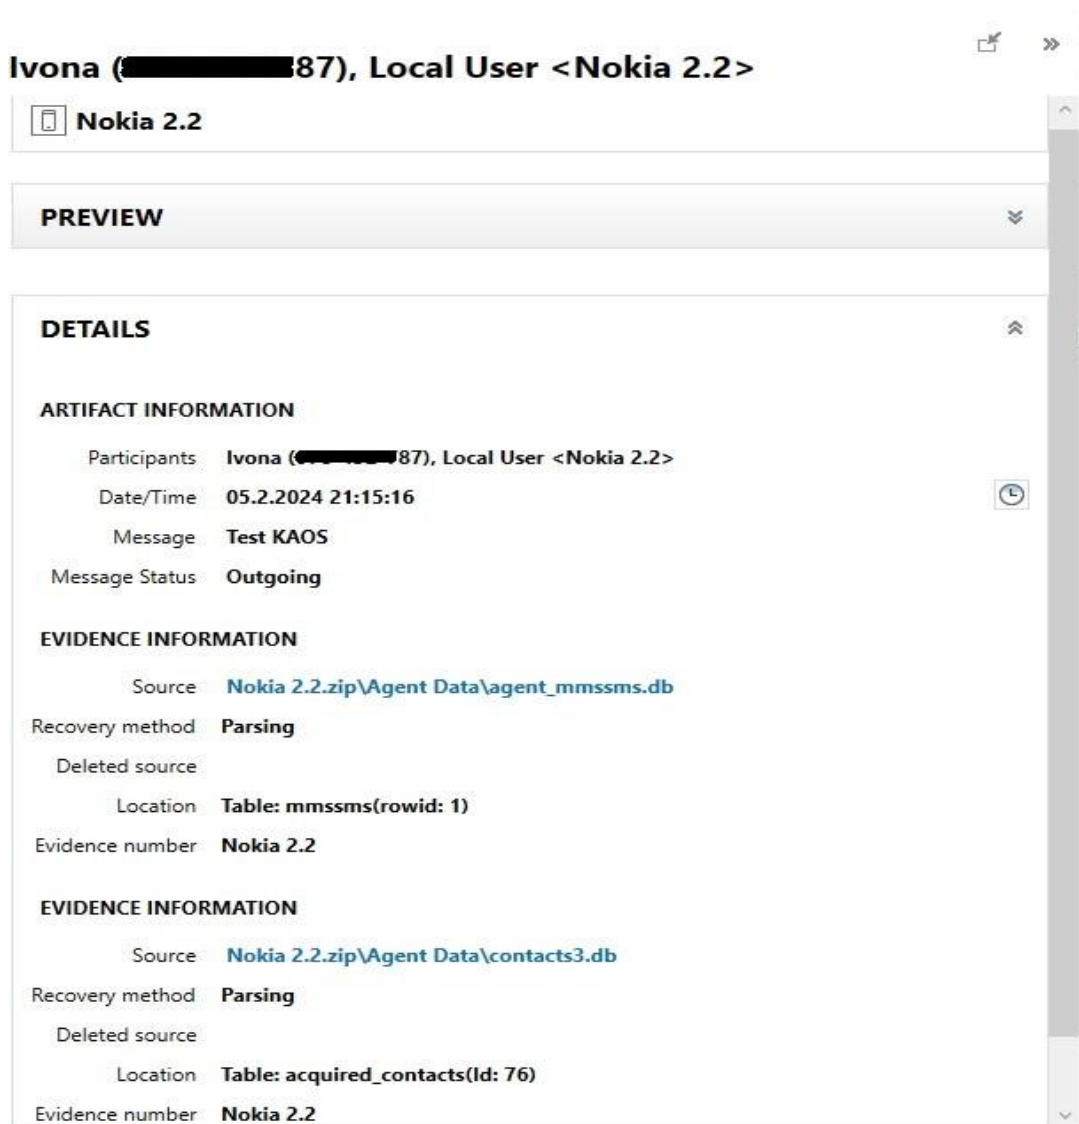 Ivona ( 87), Local User <Nokia 2.2>
Nokia 2.2
PREVIEW
DETAILS
ARTIFACT INFORMATION
Participants Ivona ( 87), Local User <Nokia 2.2>
Date/Time 05.2.2024 21:15:16
Message Test KAOS
Message Status Outgoing
EVIDENCE INFORMATION
Source Nokia 2.2.zip\Agent Data\agent_mmssms.db
Recovery method Parsing
Deleted source
Location Table: mmssms(rowid: 1)
Evidence number Nokia 2.2
EVIDENCE INFORMATION
Source Nokia 2.2.zip\Agent Data\contacts3.db
Recovery method Parsing
Deleted source
Location Table: acquired_contacts(Id: 76)
Evidence number Nokia 2.2